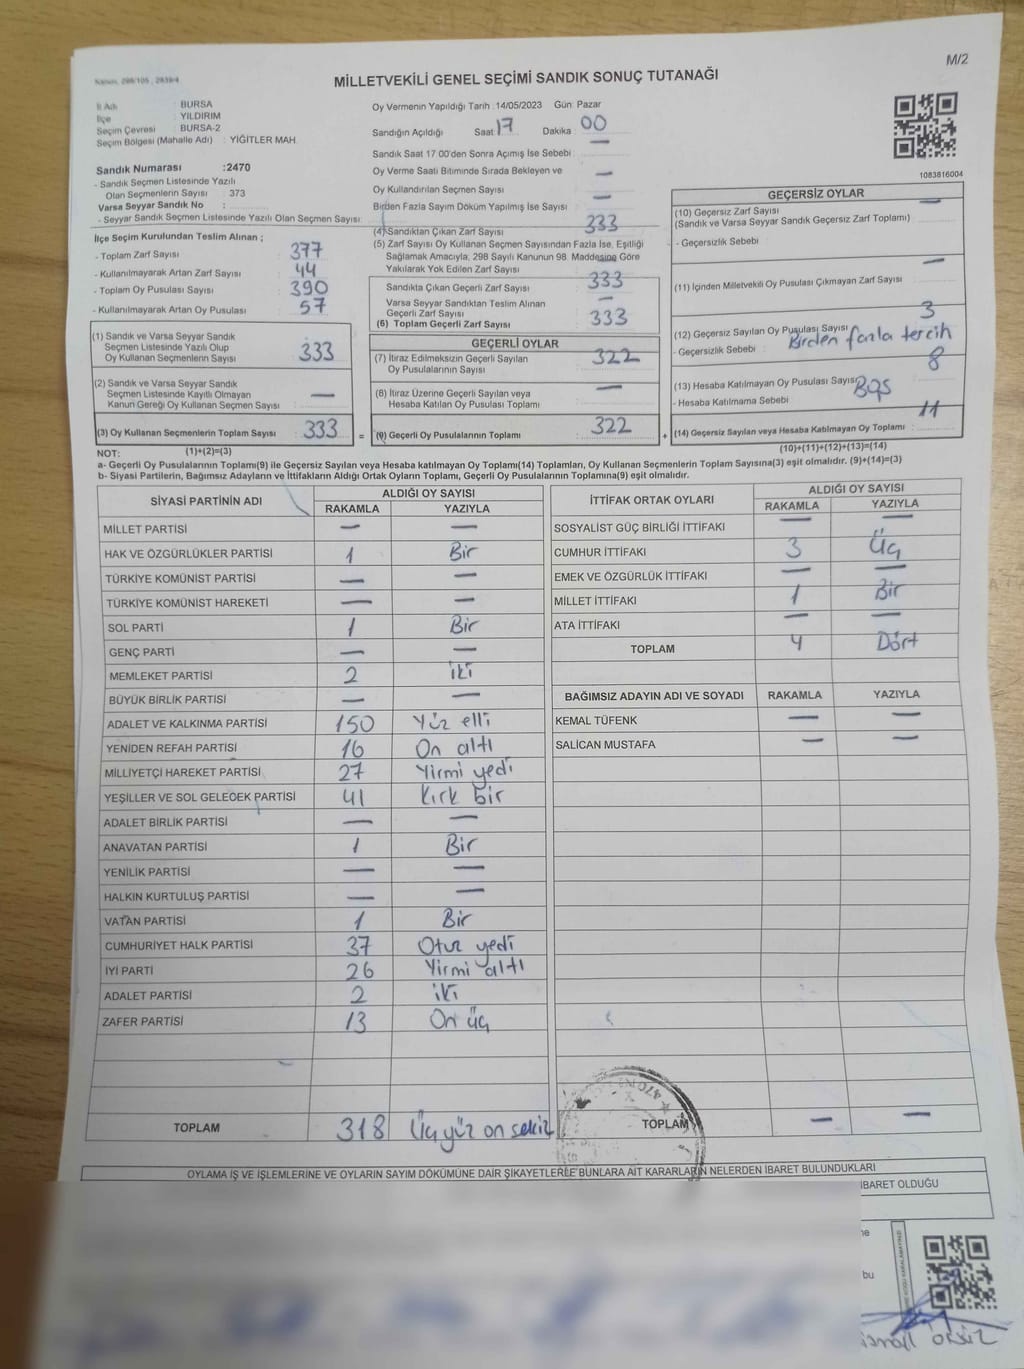 Kanun, 298/105, 2839/4
M/2
MİLLETVEKİLİ GENEL SEÇİMİ SANDIK SONUÇ TUTANAĞI
İl Adı : BURSA
İlçe : YILDIRIM
Seçim Çevresi : BURSA-2
Seçim Bölgesi (Mahalle Adı) : YİĞİTLER MAH.
Sandık Numarası :2470
- Sandık Seçmen Listesinde Yazılı
Olan Seçmenlerin Sayısı : 373
Varsa Seyyar Sandık No :
- Seyyar Sandık Seçmen Listesinde Yazılı Olan Seçmen Sayısı:
Oy Vermenin Yapıldığı Tarih : 14/05/2023 Gün: Pazar
Sandığın Açıldığı Saat 17 Dakika 00
Sandık Saat 17.00'den Sonra Açımış İse Sebebi : —
Oy Verme Saati Bitiminde Sırada Bekleyen ve
Oy Kullandırılan Seçmen Sayısı —
Birden Fazla Sayım Döküm Yapılmış İse Sayısı —
1083816004
İlçe Seçim Kurulundan Teslim Alınan ;
- Toplam Zarf Sayısı : 377
- Kullanılmayarak Artan Zarf Sayısı : 44
- Toplam Oy Pusulası Sayısı : 390
- Kullanılmayarak Artan Oy Pusulası : 57
(4) Sandıktan Çıkan Zarf Sayısı : 333
(5) Zarf Sayısı Oy Kullanan Seçmen Sayısından Fazla İse, Eşitliği
Sağlamak Amacıyla, 298 Sayılı Kanunun 98. Maddesine Göre
Yakılarak Yok Edilen Zarf Sayısı : —
Sandıkta Çıkan Geçerli Zarf Sayısı : 333
Varsa Seyyar Sandıktan Teslim Alınan
Geçerli Zarf Sayısı : —
(6) Toplam Geçerli Zarf Sayısı : 333
GEÇERSİZ OYLAR
(10) Geçersiz Zarf Sayısı —
(Sandık ve Varsa Seyyar Sandık Geçersiz Zarf Toplamı)
- Geçersizlik Sebebi
(11) İçinden Milletvekili Oy Pusulası Çıkmayan Zarf Sayısı —
(12) Geçersiz Sayılan Oy Pusulası Sayısı 3
- Geçersizlik Sebebi : Birden fazla tercih
(13) Hesaba Katılmayan Oy Pusulası Sayısı 8
- Hesaba Katılmama Sebebi : Boş
(14) Geçersiz Sayılan veya Hesaba Katılmayan Oy Toplamı : 11
(10)+(11)+(12)+(13)=(14)
(1) Sandık ve Varsa Seyyar Sandık
Seçmen Listesinde Yazılı Olup
Oy Kullanan Seçmenlerin Sayısı : 333
(2) Sandık ve Varsa Seyyar Sandık
Seçmen Listesinde Kayıtlı Olmayan
Kanun Gereği Oy Kullanan Seçmen Sayısı : —
(3) Oy Kullanan Seçmenlerin Toplam Sayısı : 333
(1)+(2)=(3)
GEÇERLİ OYLAR
(7) İtiraz Edilmeksizin Geçerli Sayılan
Oy Pusulalarının Sayısı : 322
(8) İtiraz Üzerine Geçerli Sayılan veya
Hesaba Katılan Oy Pusulası Toplamı : —
(9) Geçerli Oy Pusulalarının Toplamı : 322
NOT:
a- Geçerli Oy Pusulalarının Toplamı(9) ile Geçersiz Sayılan veya Hesaba katılmayan Oy Toplamı(14) Toplamları, Oy Kullanan Seçmenlerin Toplam Sayısına(3) eşit olmalıdır. (9)+(14)=(3)
b- Siyasi Partilerin, Bağımsız Adayların ve İttifakların Aldığı Ortak Oyların Toplamı, Geçerli Oy Pusulalarının Toplamına(9) eşit olmalıdır.
SİYASİ PARTİNİN ADI ALDIĞI OY SAYISI
RAKAMLA YAZIYLA
MİLLET PARTİSİ — —
HAK VE ÖZGÜRLÜKLER PARTİSİ 1 Bir
TÜRKİYE KOMÜNİST PARTİSİ — —
TÜRKİYE KOMÜNİST HAREKETİ — —
SOL PARTİ 1 Bir
GENÇ PARTİ — —
MEMLEKET PARTİSİ 2 iki
BÜYÜK BİRLİK PARTİSİ — —
ADALET VE KALKINMA PARTİSİ 150 Yüz elli
YENİDEN REFAH PARTİSİ 16 On altı
MİLLİYETÇİ HAREKET PARTİSİ 27 Yirmi yedi
YEŞİLLER VE SOL GELECEK PARTİSİ 41 Kırk bir
ADALET BİRLİK PARTİSİ — —
ANAVATAN PARTİSİ 1 Bir
YENİLİK PARTİSİ — —
HALKIN KURTULUŞ PARTİSİ — —
VATAN PARTİSİ 1 Bir
CUMHURİYET HALK PARTİSİ 37 Otuz yedi
İYİ PARTİ 26 Yirmi altı
ADALET PARTİSİ 2 iki
ZAFER PARTİSİ 13 On üç
TOPLAM 318 Üçyüz on sekiz
İTTİFAK ORTAK OYLARI ALDIĞI OY SAYISI
RAKAMLA YAZIYLA
SOSYALİST GÜÇ BİRLİĞİ İTTİFAKI — —
CUMHUR İTTİFAKI 3 Üç
EMEK VE ÖZGÜRLÜK İTTİFAKI — —
MİLLET İTTİFAKI 1 Bir
ATA İTTİFAKI — —
TOPLAM 4 Dört
BAĞIMSIZ ADAYIN ADI VE SOYADI RAKAMLA YAZIYLA
KEMAL TÜFENK — —
SALİCAN MUSTAFA — —
TOPLAM — —
OYLAMA İŞ VE İŞLEMLERİNE VE OYLARIN SAYIM DÖKÜMÜNE DAİR ŞİKAYETLERLE BUNLARA AİT KARARLARIN NELERDEN İBARET BULUNDUKLARI
İBARET OLDUĞU
bu